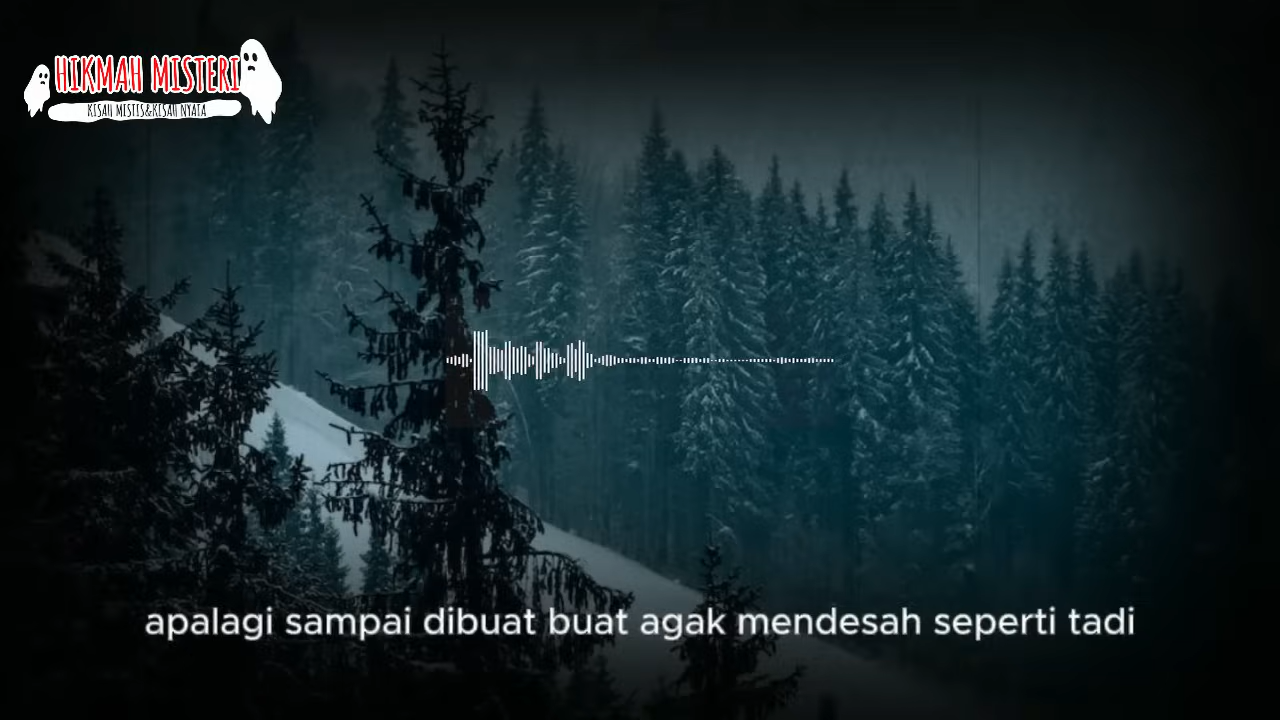 HIKMAH MISTERI
KISAH MISTIS&KISAH NYATA
apalagi sampai dibuat buat agak mendesah seperti tadi